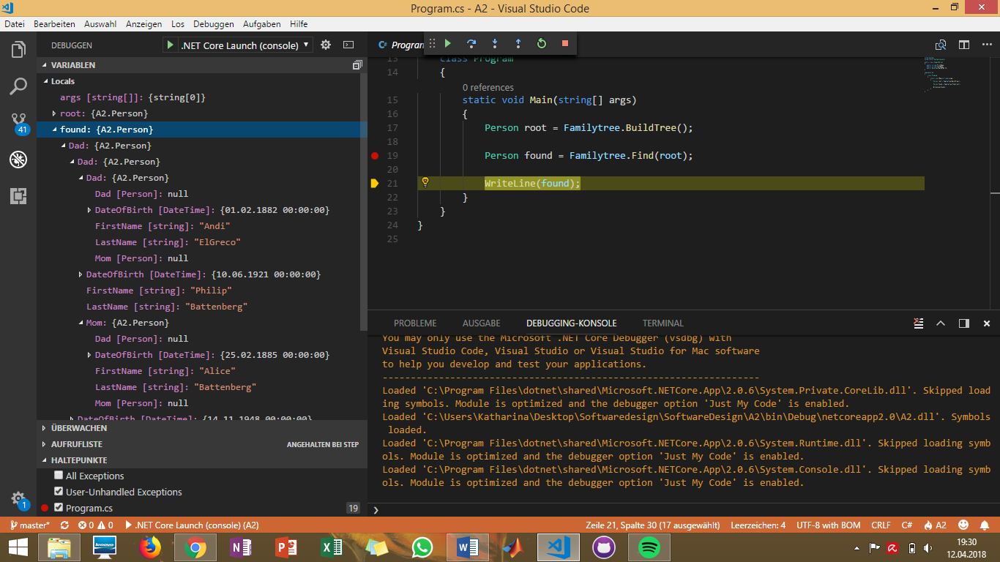 Program.cs - A2 - Visual Studio Code
Datei Bearbeiten Auswahl Anzeigen Los Debuggen Aufgaben Hilfe
DEBUGGEN
.NET Core Launch (console)
VARIABLEN
Locals
args [string[]]: {string[0]}
root: {A2.Person}
found: {A2.Person}
Dad: {A2.Person}
Dad: {A2.Person}
Dad: {A2.Person}
Dad [Person]: null
DateOfBirth [DateTime]: {01.02.1882 00:00:00}
FirstName [string]: "Andi"
LastName [string]: "ElGreco"
Mom [Person]: null
DateOfBirth [DateTime]: {10.06.1921 00:00:00}
FirstName [string]: "Philip"
LastName [string]: "Battenberg"
Mom: {A2.Person}
Dad [Person]: null
DateOfBirth [DateTime]: {25.02.1885 00:00:00}
FirstName [string]: "Alice"
LastName [string]: "Battenberg"
Mom [Person]: null
DateOfBirth [DateTime]: {14.11.1948 00:00:00}
ÜBERWACHEN
AUFRUFLISTE ANGEHALTEN BEI STEP
HALTEPUNKTE
All Exceptions
User-Unhandled Exceptions
Program.cs 19
41
1
C# Program
13 class Program
14 {
0 references
15 static void Main(string[] args)
16 {
17 Person root = Familytree.BuildTree();
18
19 Person found = Familytree.Find(root);
20
21 WriteLine(found);
22 }
23 }
24 }
25
PROBLEME AUSGABE DEBUGGING-KONSOLE TERMINAL
You may only use the Microsoft .NET Core Debugger (vsdbg) with
Visual Studio Code, Visual Studio or Visual Studio for Mac software
to help you develop and test your applications.
-------------------------------------------------------------------
Loaded 'C:\Program Files\dotnet\shared\Microsoft.NETCore.App\2.0.6\System.Private.CoreLib.dll'. Skipped load
ing symbols. Module is optimized and the debugger option 'Just My Code' is enabled.
Loaded 'C:\Users\Katharina\Desktop\Softwaredesign\SoftwareDesign\A2\bin\Debug\netcoreapp2.0\A2.dll'. Symbols
loaded.
Loaded 'C:\Program Files\dotnet\shared\Microsoft.NETCore.App\2.0.6\System.Runtime.dll'. Skipped loading symb
ols. Module is optimized and the debugger option 'Just My Code' is enabled.
Loaded 'C:\Program Files\dotnet\shared\Microsoft.NETCore.App\2.0.6\System.Console.dll'. Skipped loading symb
ols. Module is optimized and the debugger option 'Just My Code' is enabled.
master* 0 0 .NET Core Launch (console) (A2) Zeile 21, Spalte 30 (17 ausgewählt) Leerzeichen: 4 UTF-8 with BOM CRLF C# A2
lenovo
19:30
12.04.2018